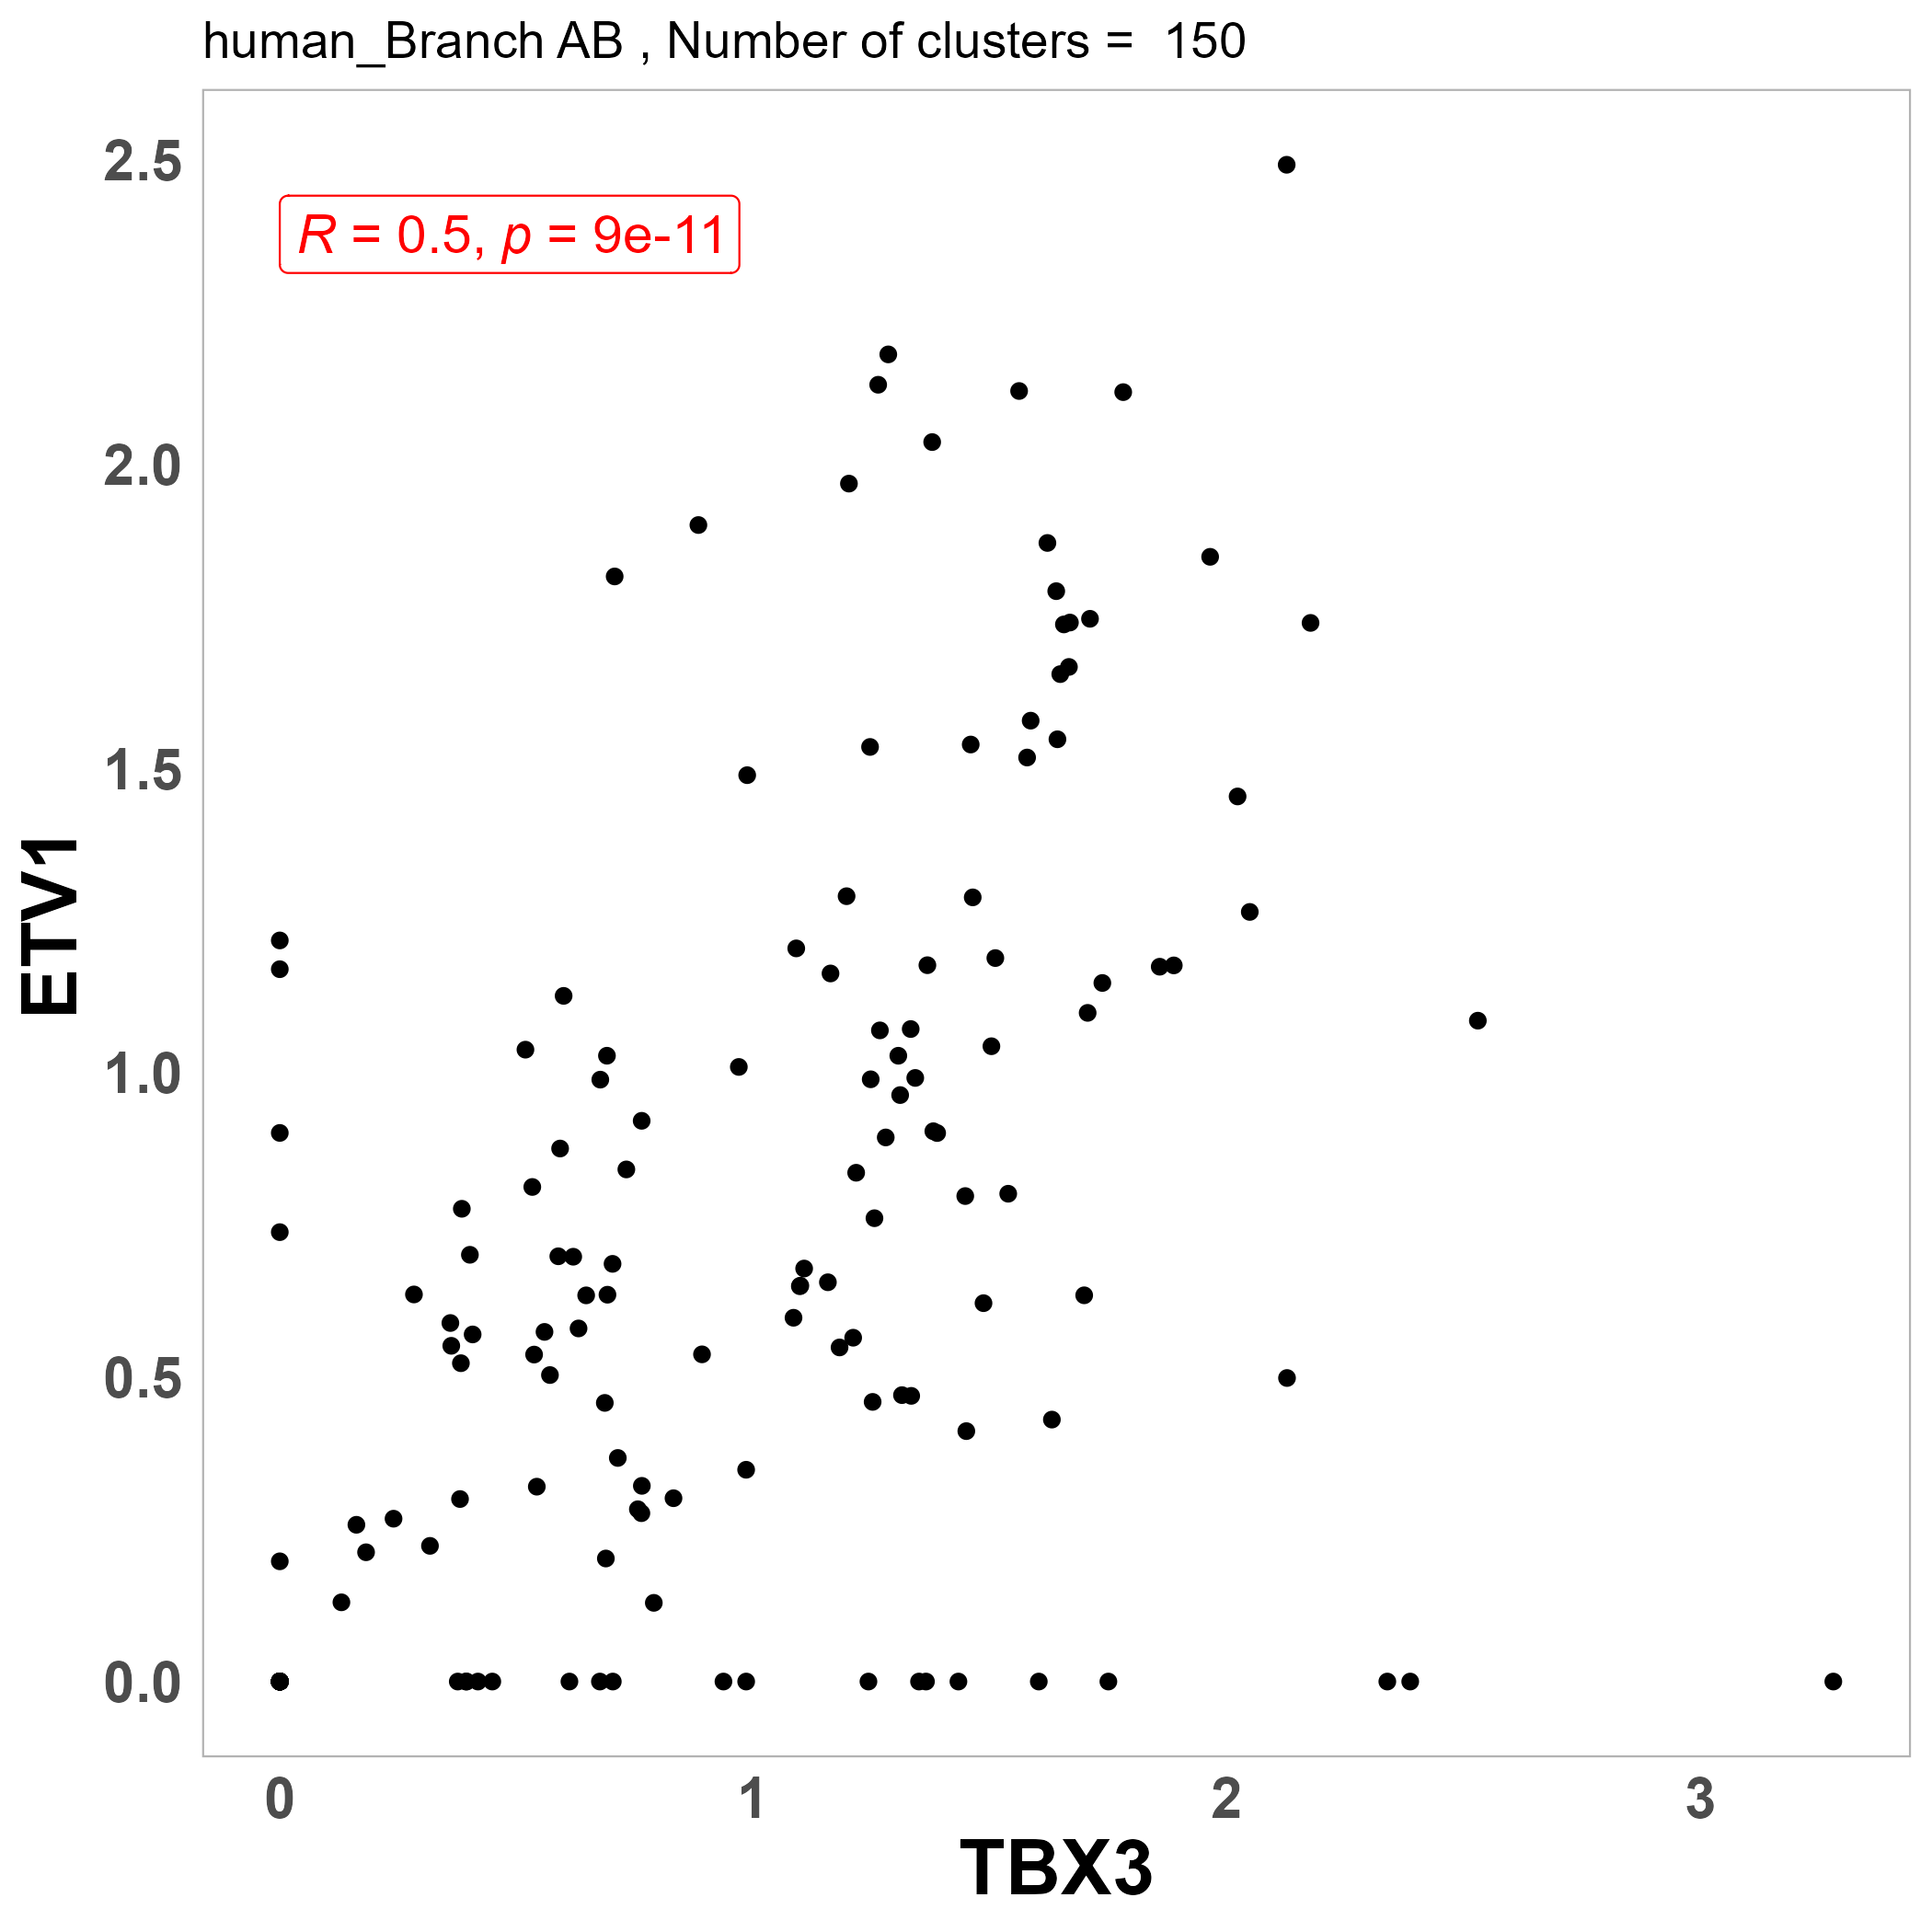 human_Branch AB , Number of clusters =  150
2.5
R = 0.5, p = 9e-11
2.0
1.5
ETV1
1.0
0.5
0.0
0 1 2 3
TBX3